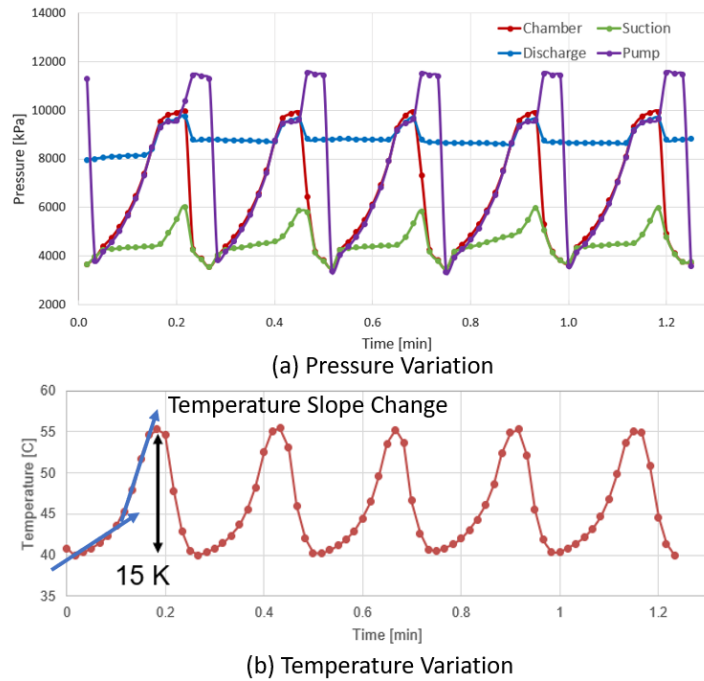 14000
Chamber Suction
Discharge Pump
12000
10000
8000
6000
4000
2000
Pressure [kPa]
0.0 0.2 0.4 0.6 0.8 1.0 1.2
Time [min]
(a) Pressure Variation
60
Temperature Slope Change
55
50
45
40
35
Temperature [C]
15 K
0 0.2 0.4 0.6 0.8 1 1.2
Time [min]
(b) Temperature Variation